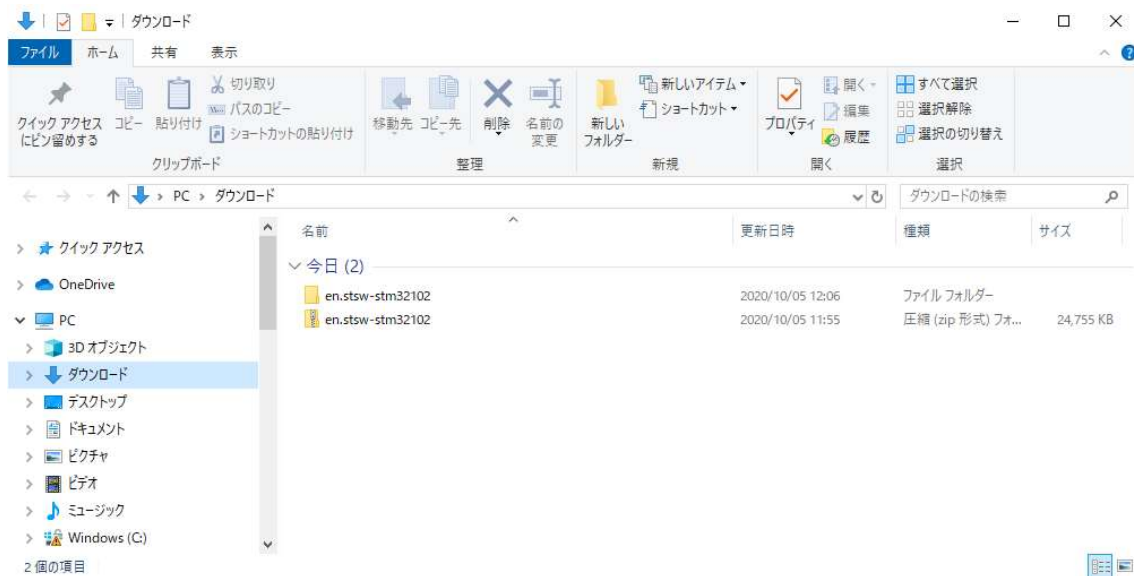 ダウンロード
ファイル ホーム 共有 表示
クイック アクセスにピン留めする
コピー
貼り付け
切り取り
パスのコピー
ショートカットの貼り付け
クリップボード
移動先
コピー先
削除
名前の変更
整理
新しいフォルダー
新しいアイテム
ショートカット
新規
プロパティ
開く
編集
履歴
開く
すべて選択
選択解除
選択の切り替え
選択
PC › ダウンロード
ダウンロードの検索
名前 更新日時 種類 サイズ
今日 (2)
en.stsw-stm32102 2020/10/05 12:06 ファイル フォルダー
en.stsw-stm32102 2020/10/05 11:55 圧縮 (zip 形式) フォ... 24,755 KB
クイック アクセス
OneDrive
PC
3D オブジェクト
ダウンロード
デスクトップ
ドキュメント
ピクチャ
ビデオ
ミュージック
Windows (C:)
2 個の項目